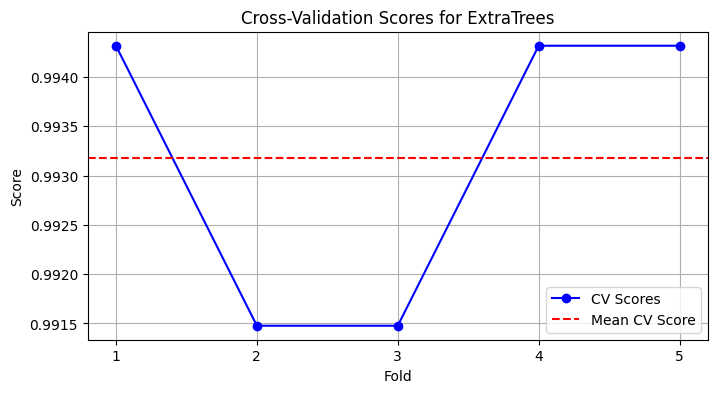 Cross-Validation Scores for ExtraTrees
0.9940
0.9935
0.9930
0.9925
0.9920
0.9915
Score
1 2 3 4 5
Fold
CV Scores
Mean CV Score